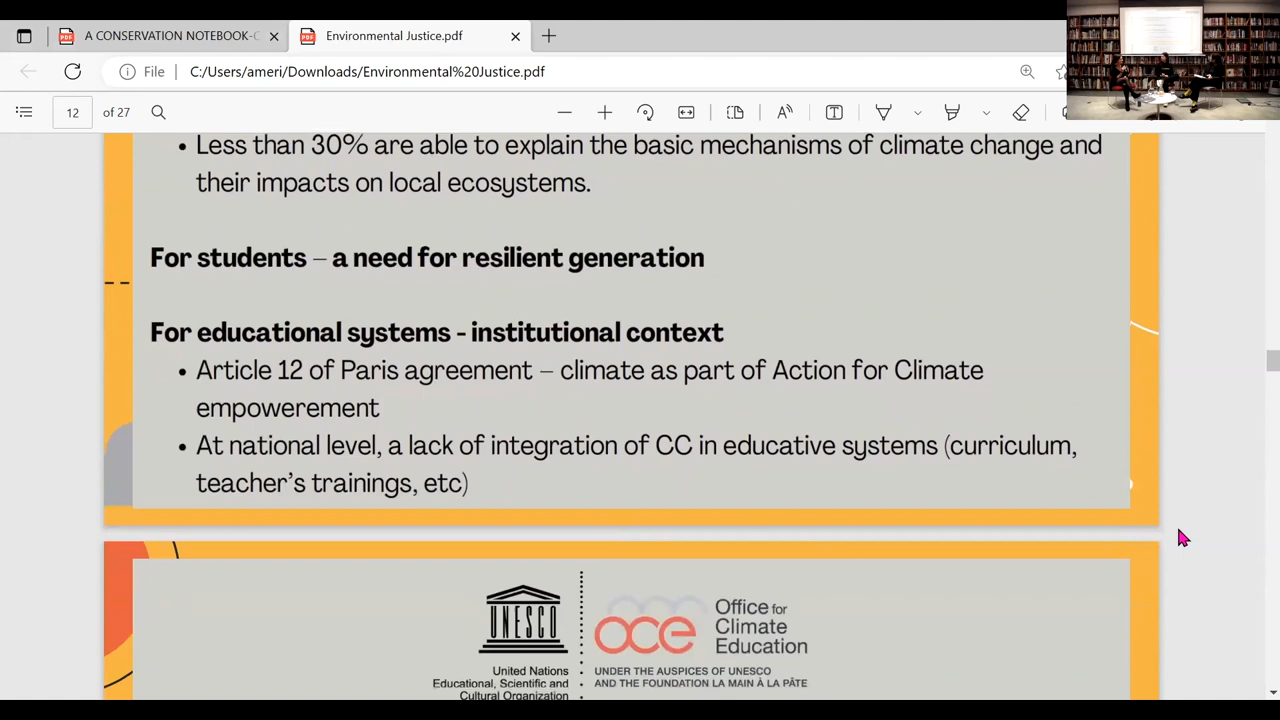 A CONSERVATION NOTEBOOK-C
Environmental Justice.pdf
File
C:/Users/ameri/Downloads/Environmental%20Justice.pdf
12 of 27
• Less than 30% are able to explain the basic mechanisms of climate change and
their impacts on local ecosystems.
For students – a need for resilient generation
For educational systems - institutional context
• Article 12 of Paris agreement – climate as part of Action for Climate
empowerement
• At national level, a lack of integration of CC in educative systems (curriculum,
teacher's trainings, etc)
UNESCO
United Nations
Educational, Scientific and
Cultural Organization
oce
Office for
Climate
Education
UNDER THE AUSPICES OF UNESCO
AND THE FOUNDATION LA MAIN À LA PÂTE